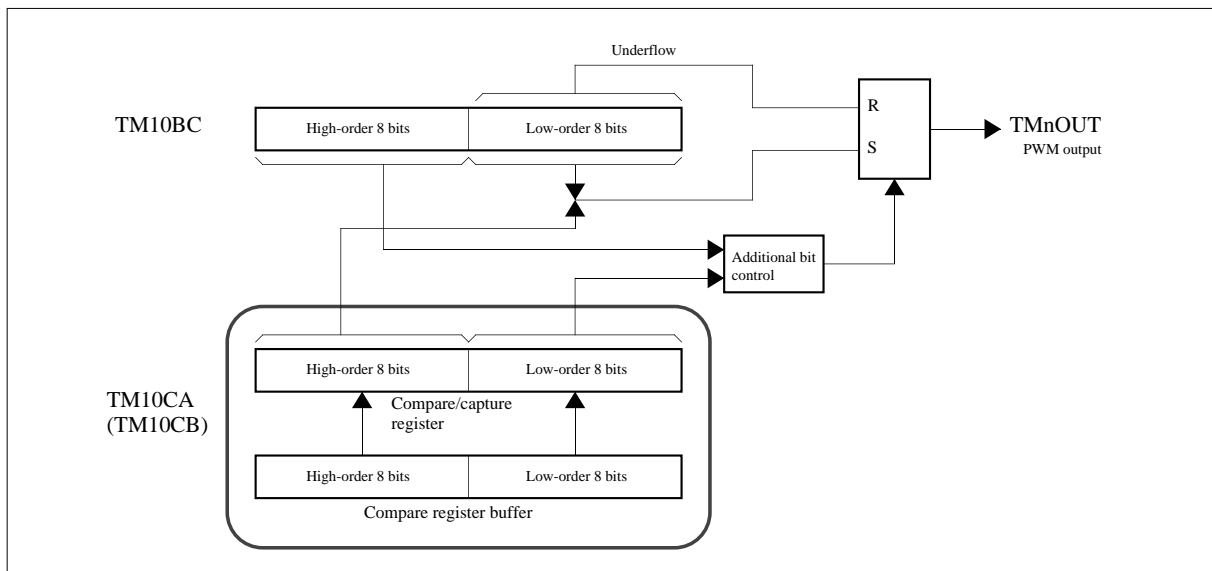 Underflow
TM10BC
High-order 8 bits
Low-order 8 bits
R
S
TMnOUT
PWM output
Additional bit
control
High-order 8 bits
Low-order 8 bits
TM10CA
(TM10CB)
Compare/capture
register
High-order 8 bits
Low-order 8 bits
Compare register buffer